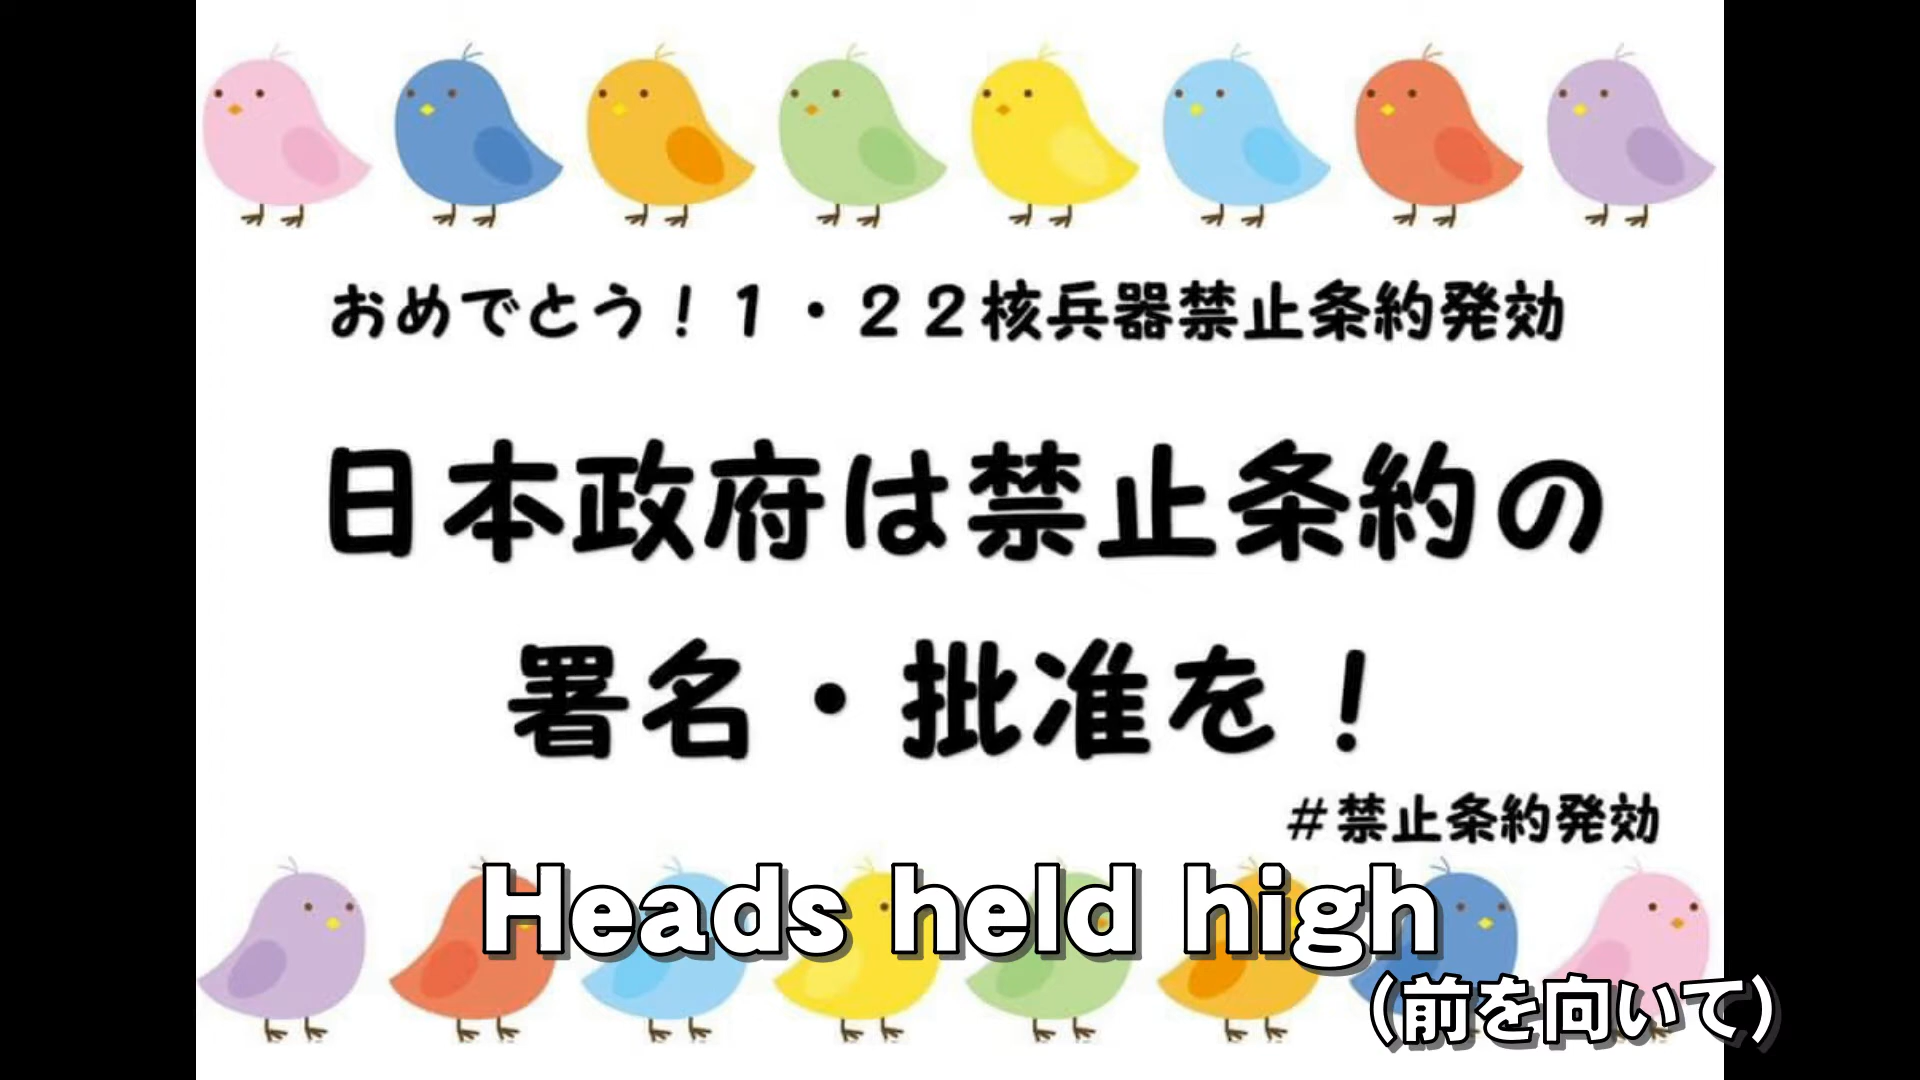 おめでとう！１・２２核兵器禁止条約発効
日本政府は禁止条約の
署名・批准を！
＃禁止条約発効
Heads held high
（前を向いて）